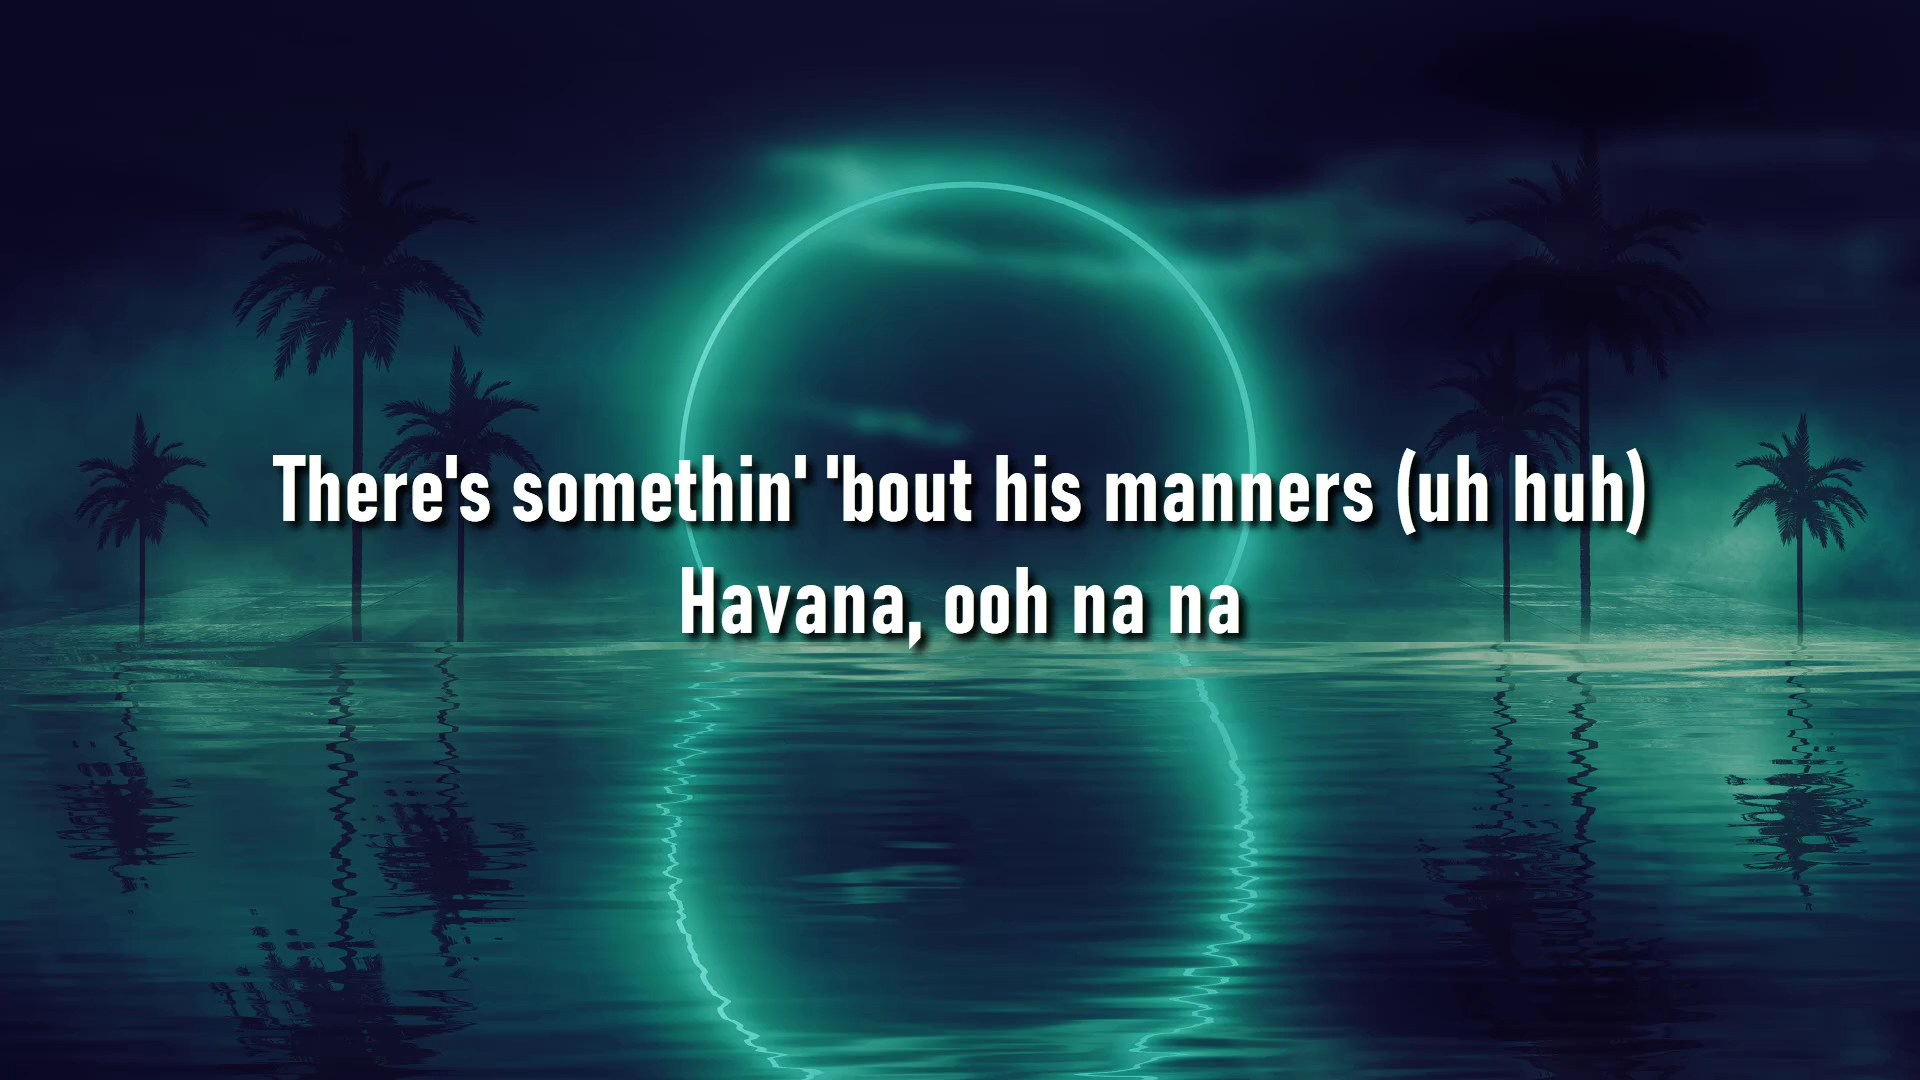 There's somethin' 'bout his manners (uh huh)
Havana, ooh na na